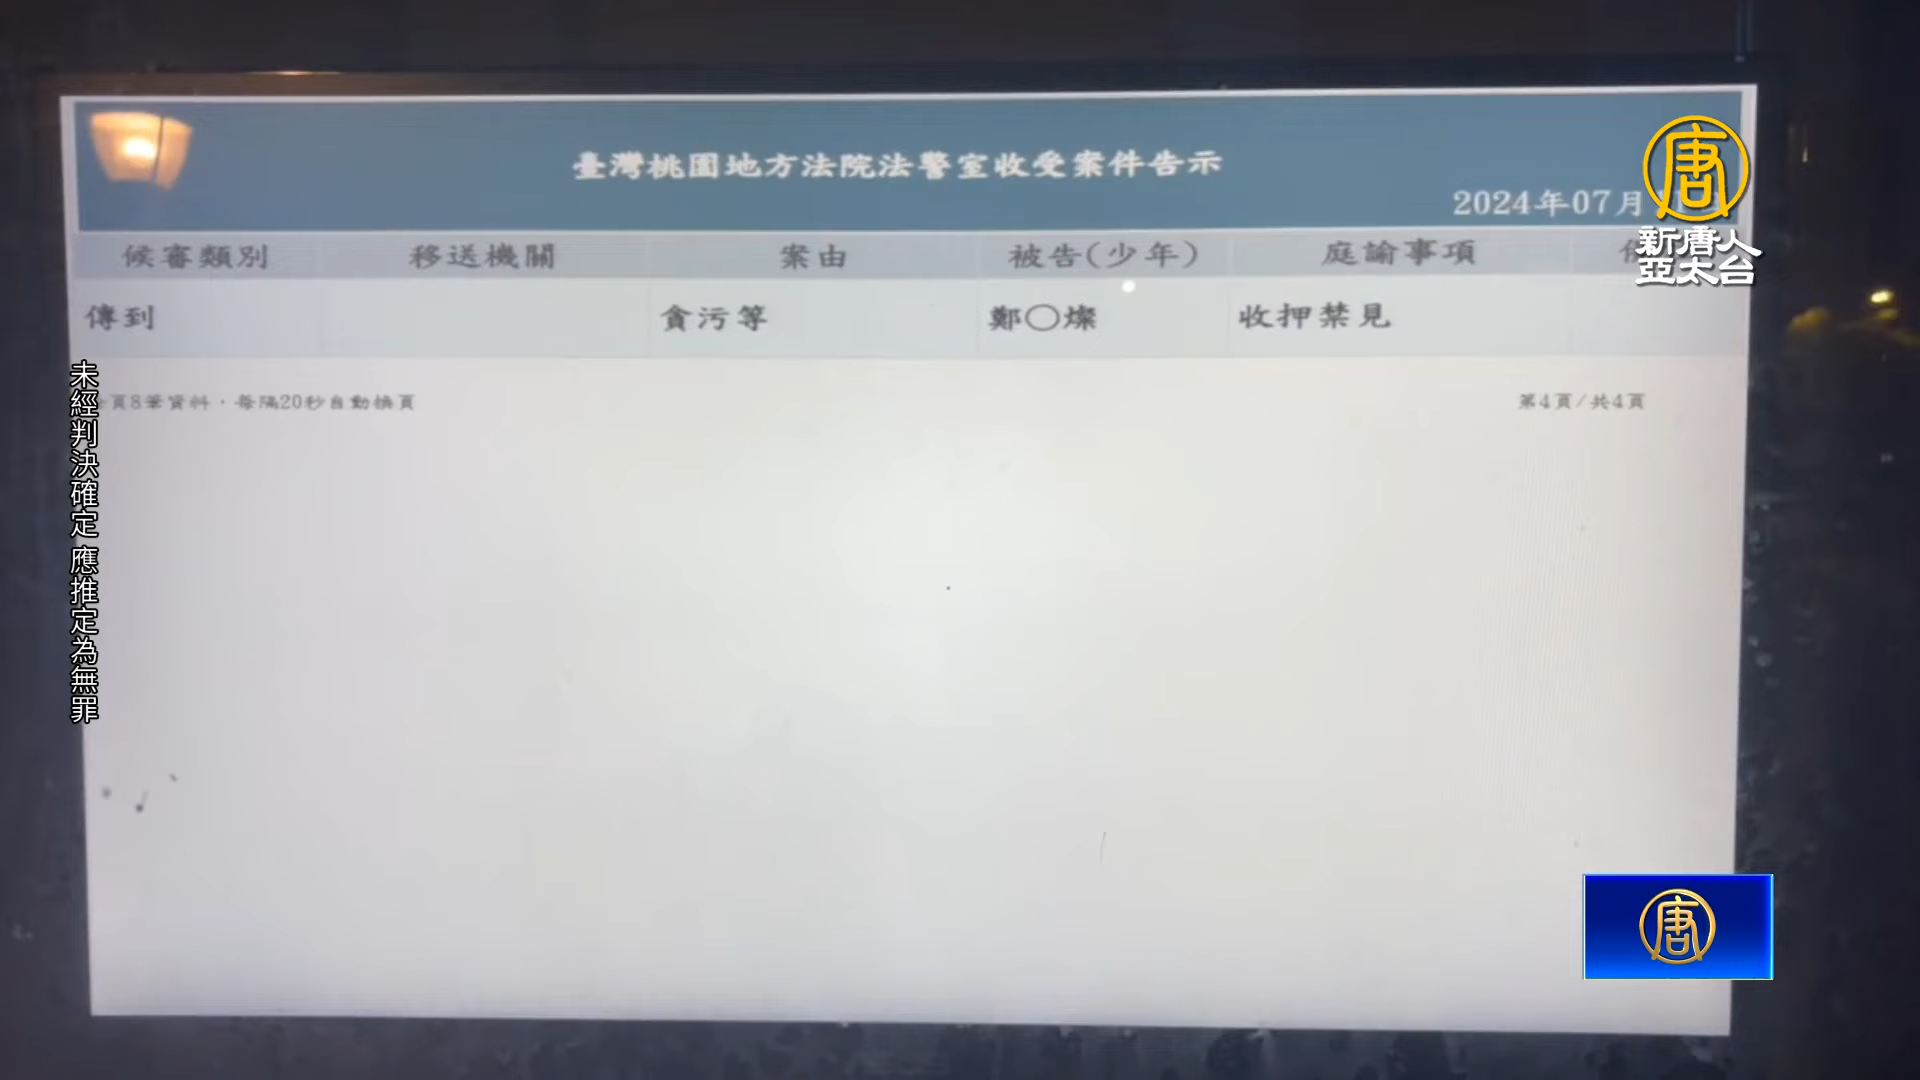 臺灣桃園地方法院法警室收受案件告示
2024年07月
候審類別 移送機關 案由 被告(少年) 庭諭事項
傳到 貪污等 鄭〇燦 收押禁見
頁8筆資料，每隔20秒自動換頁 第4頁/共4頁
未經判決確定 應推定為無罪
唐
新唐人
亞太台
唐